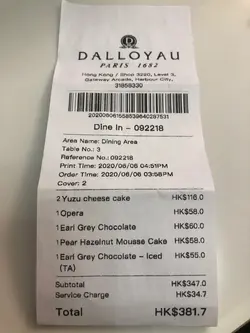 DALLOYAU
PARIS 1682
Hong Kong / Shop 3220, Level 3,
Gateway Arcade, Harbour City,
31858330
Dine In - 092218
Area Name: Dining Area
Table No.: 3
Reference No.: 092218
Print Time: 2020/06/06 04:51PM
Order Time: 2020/06/06 03:58PM
Cover: 2
2 Yuzu cheese cake HK$116.0
1 Opera HK$58.0
1 Earl Grey Chocolate HK$60.0
1 Pear Hazelnut Mousse Cake HK$58.0
1 Earl Grey Chocolate - Iced HK$55.0
(TA)
Subtotal HK$347.0
Service Charge HK$34.7
Total HK$381.7